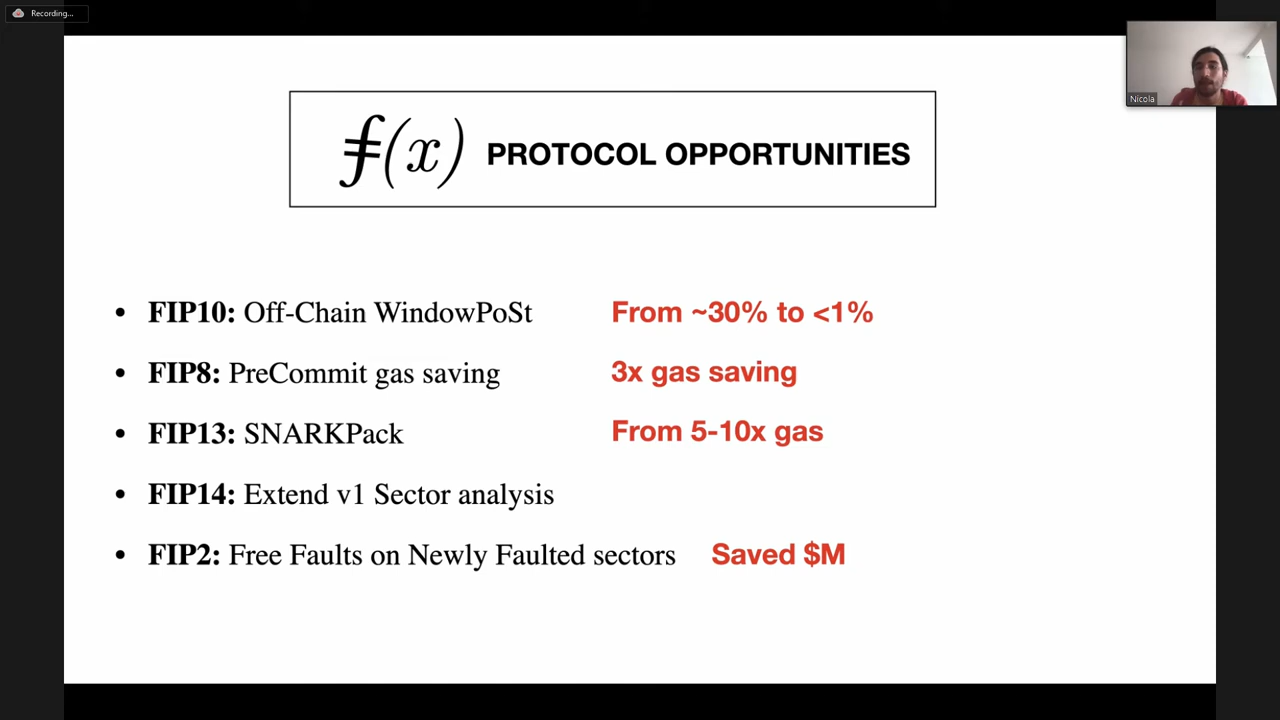 Recording...
Nicola
⨎(x) PROTOCOL OPPORTUNITIES
• FIP10: Off-Chain WindowPoSt From ~30% to <1%
• FIP8: PreCommit gas saving 3x gas saving
• FIP13: SNARKPack From 5-10x gas
• FIP14: Extend v1 Sector analysis
• FIP2: Free Faults on Newly Faulted sectors Saved $M